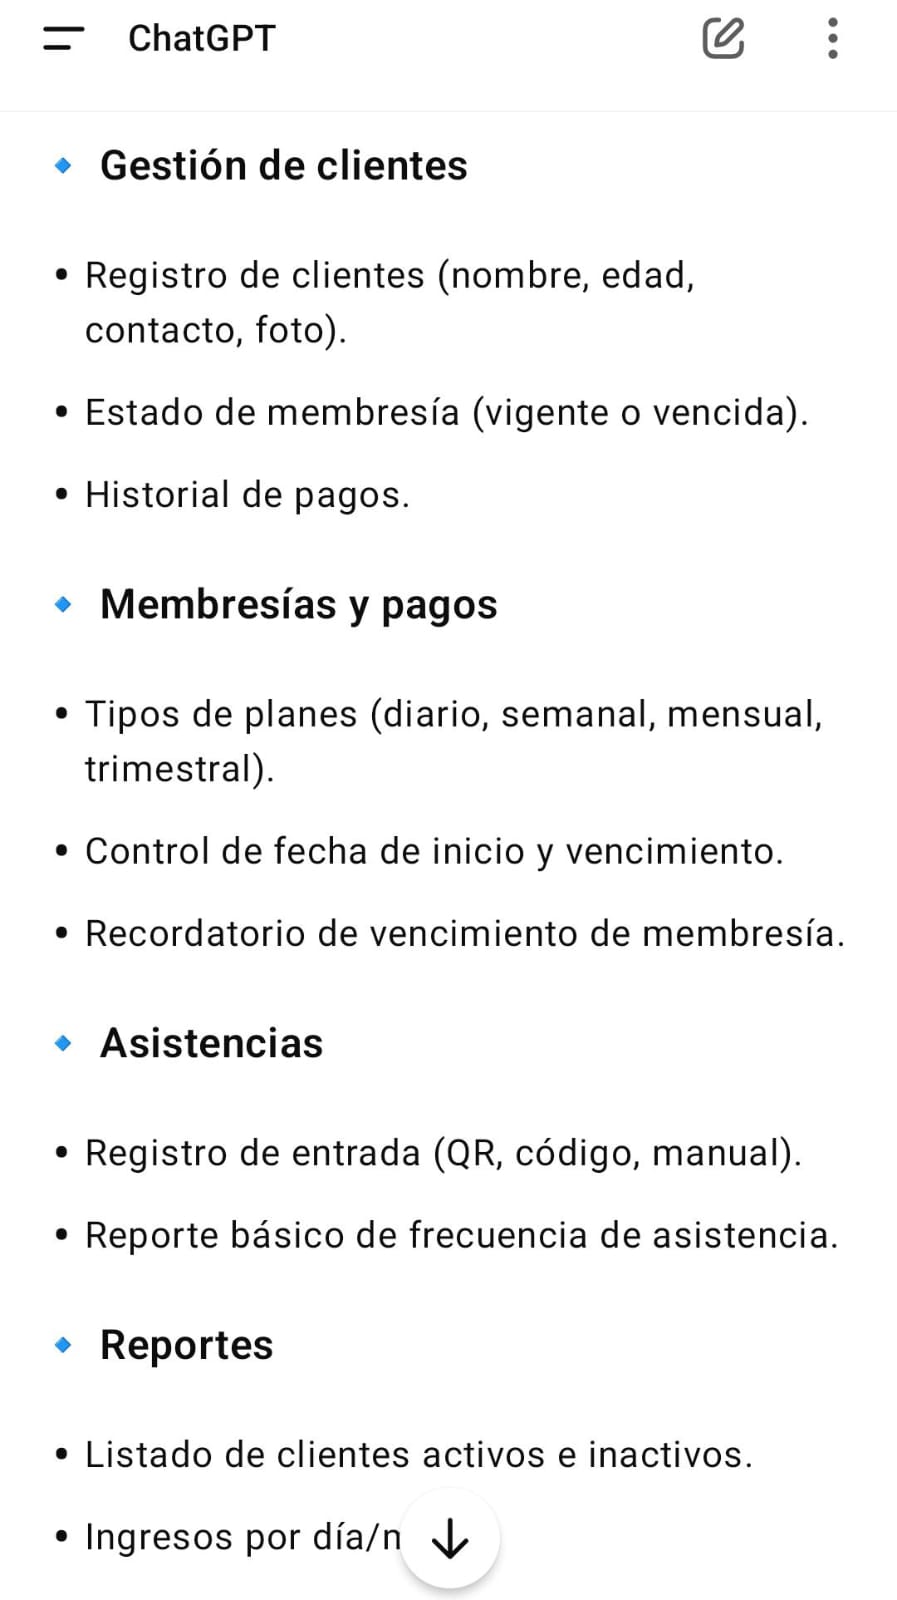 ChatGPT
🔹 Gestión de clientes
• Registro de clientes (nombre, edad,
contacto, foto).
• Estado de membresía (vigente o vencida).
• Historial de pagos.
🔹 Membresías y pagos
• Tipos de planes (diario, semanal, mensual,
trimestral).
• Control de fecha de inicio y vencimiento.
• Recordatorio de vencimiento de membresía.
🔹 Asistencias
• Registro de entrada (QR, código, manual).
• Reporte básico de frecuencia de asistencia.
🔹 Reportes
• Listado de clientes activos e inactivos.
• Ingresos por día/